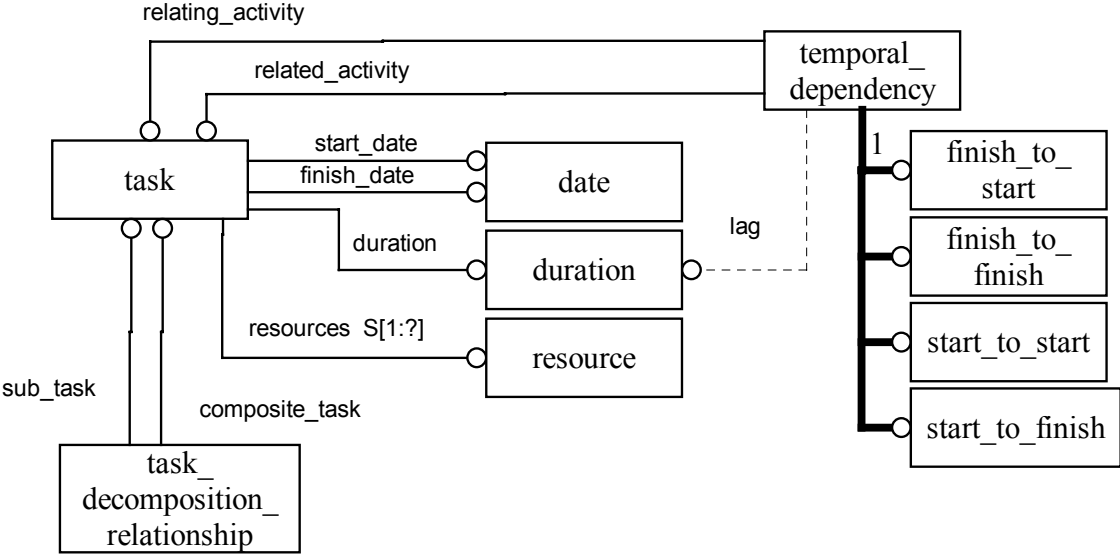 relating_activity
related_activity
temporal_
dependency
1
finish_to_
start
start_date
finish_date
task
date
finish_to_
finish
lag
duration
duration
start_to_start
resources S[1:?]
resource
sub_task
composite_task
start_to_finish
task_
decomposition_
relationship